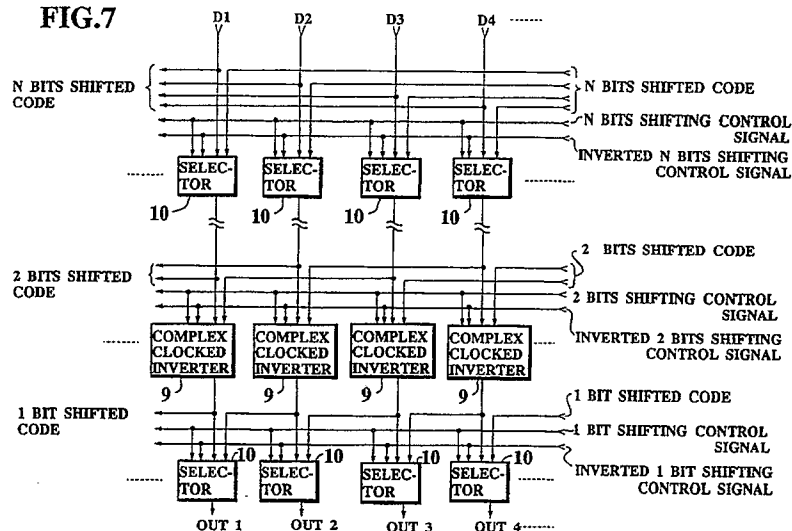 FIG.7
D1 D2 D3 D4
N BITS SHIFTED
CODE
N BITS SHIFTED CODE
N BITS SHIFTING CONTROL
SIGNAL
INVERTED N BITS SHIFTING
CONTROL SIGNAL
SELEC-
TOR
SELEC-
TOR
SELEC-
TOR
SELEC-
TOR
10 10 10 10
2 BITS SHIFTED
CODE
2 BITS SHIFTED CODE
2 BITS SHIFTING CONTROL
SIGNAL
INVERTED 2 BITS SHIFTING
CONTROL SIGNAL
COMPLEX
CLOCKED
INVERTER
COMPLEX
CLOCKED
INVERTER
COMPLEX
CLOCKED
INVERTER
COMPLEX
CLOCKED
INVERTER
9 9 9 9
1 BIT SHIFTED
CODE
1 BIT SHIFTED CODE
1 BIT SHIFTING CONTROL
SIGNAL
INVERTED 1 BIT SHIFTING
CONTROL SIGNAL
10 10 10 10
SELEC-
TOR
SELEC-
TOR
SELEC-
TOR
SELEC-
TOR
OUT 1 OUT 2 OUT 3 OUT 4